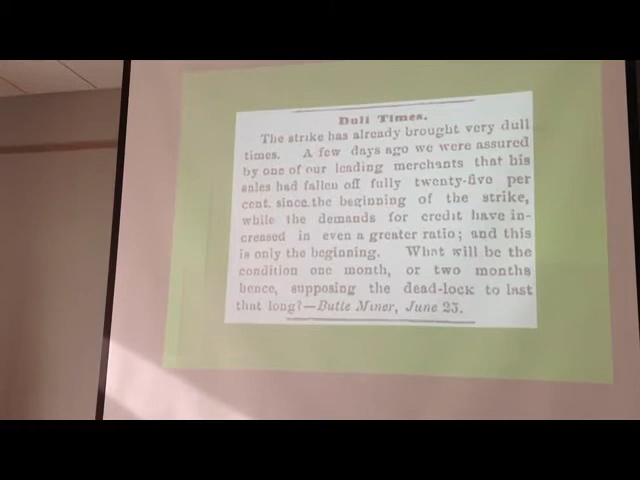 Dull Times.
The strike has already brought very dull
times. A few days ago we were assured
by one of our leading merchants that his
sales had fallen off fully twenty-five per
cent. since the beginning of the strike,
while the demands for credit have in-
creased in even a greater ratio; and this
is only the beginning. What will be the
condition one month, or two months
hence, supposing the dead-lock to last
that long?—Butte Miner, June 25.